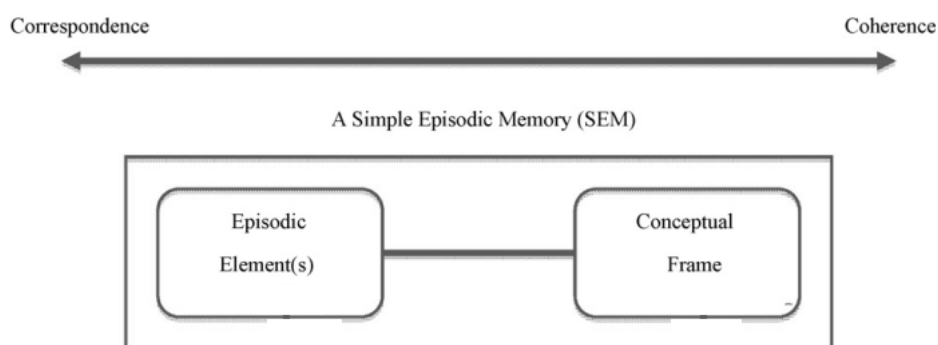 Correspondence Coherence
A Simple Episodic Memory (SEM)
Episodic Conceptual
Element(s) Frame